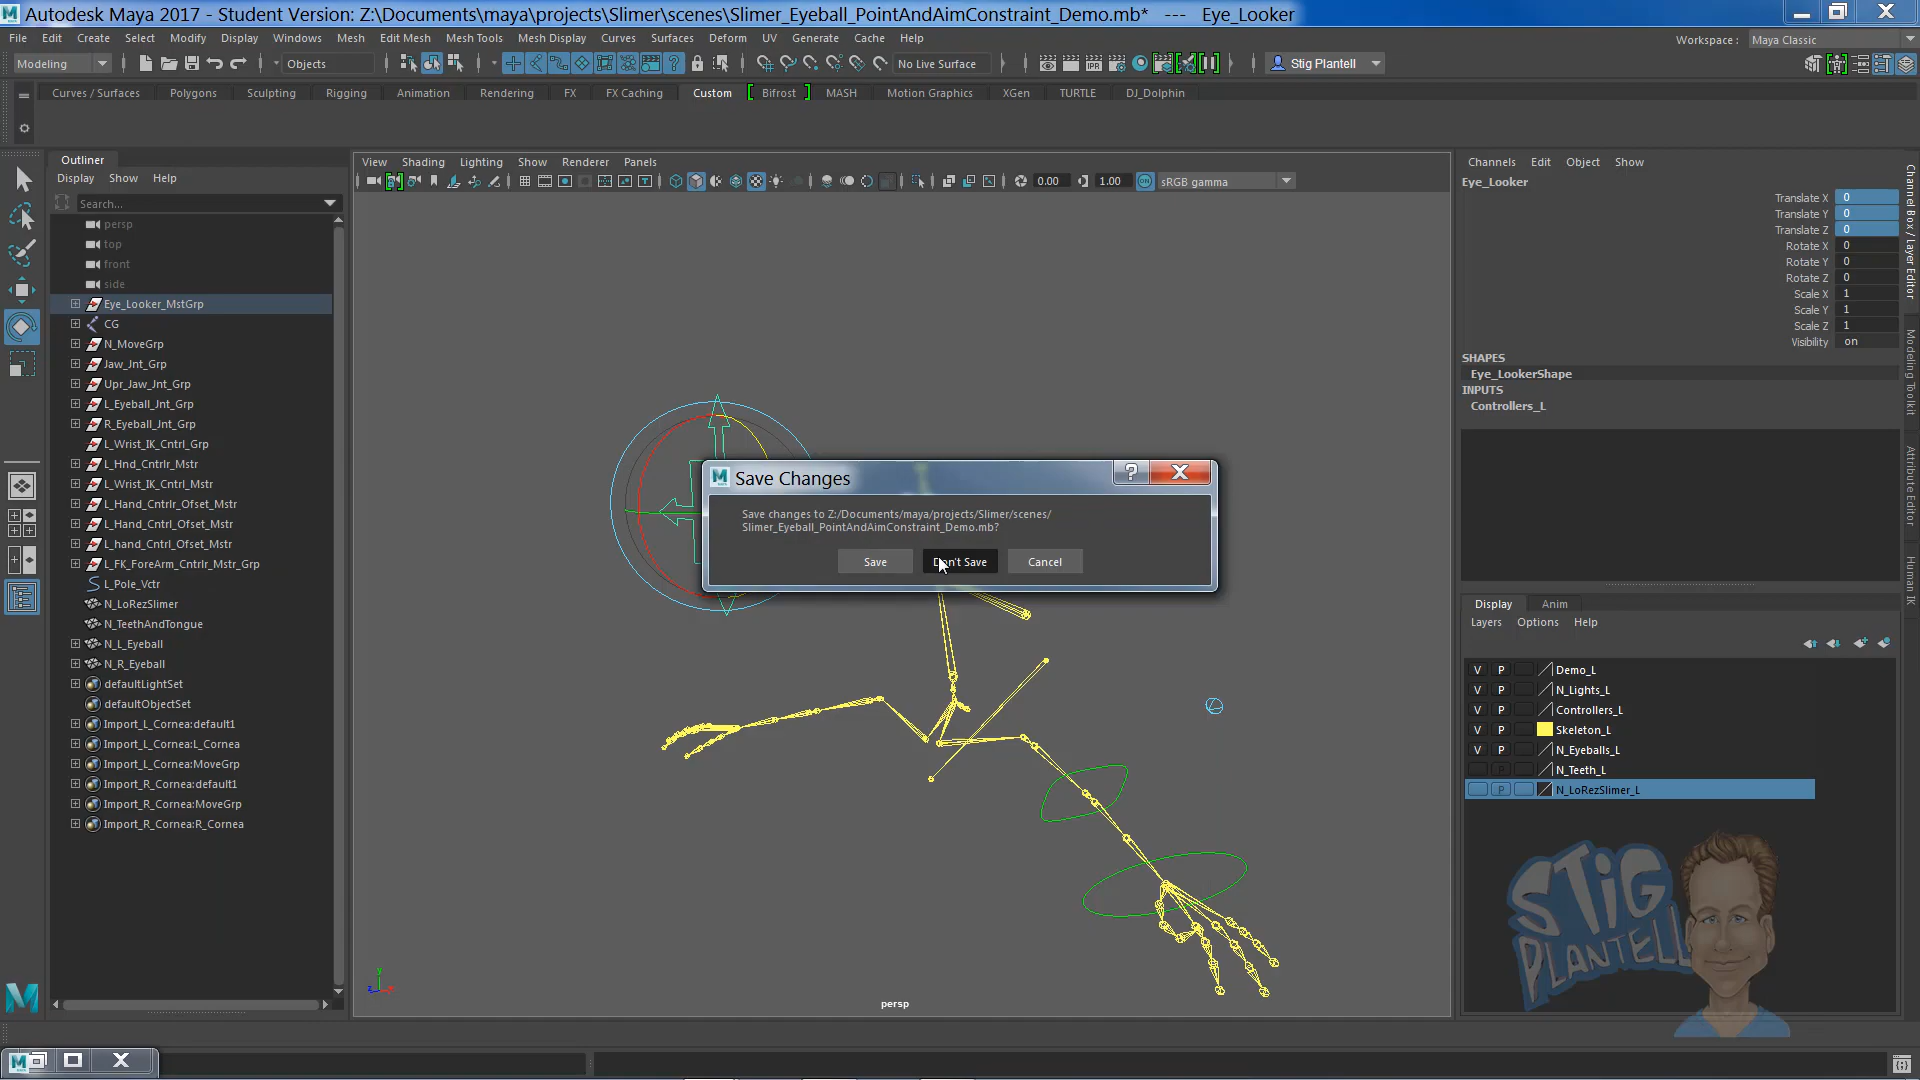 Autodesk Maya 2017 - Student Version: Z:\Documents\maya\projects\Slimer\scenes\Slimer_Eyeball_PointAndAimConstraint_Demo.mb* --- Eye_Looker
File Edit Create Select Modify Display Windows Mesh Edit Mesh Mesh Tools Mesh Display Curves Surfaces Deform UV Generate Cache Help
Workspace : Maya Classic
Modeling Objects No Live Surface Stig Plantell
Curves / Surfaces Polygons Sculpting Rigging Animation Rendering FX FX Caching Custom Bifrost MASH Motion Graphics XGen TURTLE DJ_Dolphin
Outliner
Display Show Help
Search...
persp
top
front
side
Eye_Looker_MstGrp
CG
N_MoveGrp
Jaw_Jnt_Grp
Upr_Jaw_Jnt_Grp
L_Eyeball_Jnt_Grp
R_Eyeball_Jnt_Grp
L_Wrist_IK_Cntrl_Grp
L_Hnd_Cntrlr_Mstr
L_Wrist_IK_Cntrl_Mstr
L_Hand_Cntrlr_Ofset_Mstr
L_Hand_Cntrl_Ofset_Mstr
L_hand_Cntrl_Ofset_Mstr
L_FK_ForeArm_Cntrlr_Mstr_Grp
L_Pole_Vctr
N_LoRezSlimer
N_TeethAndTongue
N_L_Eyeball
N_R_Eyeball
defaultLightSet
defaultObjectSet
Import_L_Cornea:default1
Import_L_Cornea:L_Cornea
Import_L_Cornea:MoveGrp
Import_R_Cornea:default1
Import_R_Cornea:MoveGrp
Import_R_Cornea:R_Cornea
View Shading Lighting Show Renderer Panels
0.00 1.00 ON sRGB gamma
Save Changes
Save changes to Z:/Documents/maya/projects/Slimer/scenes/
Slimer_Eyeball_PointAndAimConstraint_Demo.mb?
Save Don't Save Cancel
persp
y
z
Channels Edit Object Show
Eye_Looker
Translate X 0
Translate Y 0
Translate Z 0
Rotate X 0
Rotate Y 0
Rotate Z 0
Scale X 1
Scale Y 1
Scale Z 1
Visibility on
SHAPES
Eye_LookerShape
INPUTS
Controllers_L
Display Anim
Layers Options Help
V P Demo_L
V P N_Lights_L
V P Controllers_L
V P Skeleton_L
V P N_Eyeballs_L
P N_Teeth_L
P N_LoRezSlimer_L
STiG
PLANTELL
Channel Box / Layer Editor
Modeling Toolkit
Attribute Editor
Human IK